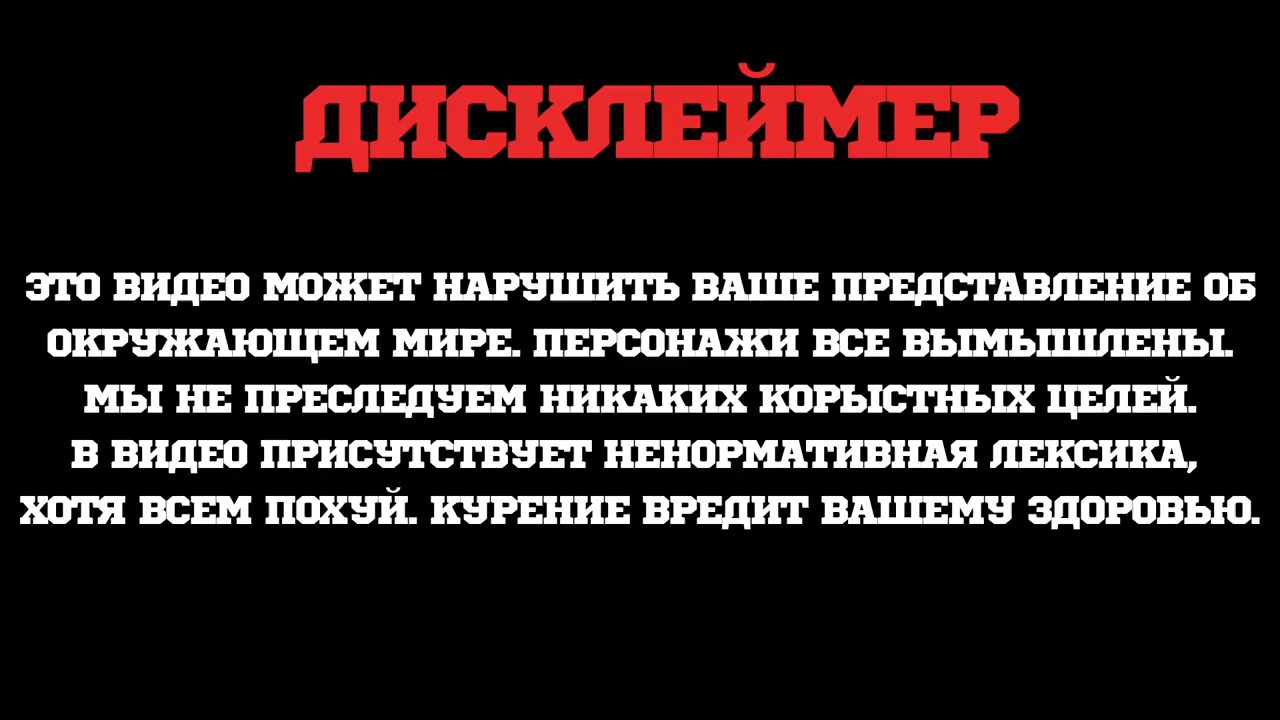 ДИСКЛЕЙМЕР
ЭТО ВИДЕО МОЖЕТ НАРУШИТЬ ВАШЕ ПРЕДСТАВЛЕНИЕ ОБ
ОКРУЖАЮЩЕМ МИРЕ. ПЕРСОНАЖИ ВСЕ ВЫМЫШЛЕНЫ.
МЫ НЕ ПРЕСЛЕДУЕМ НИКАКИХ КОРЫСТНЫХ ЦЕЛЕЙ.
В ВИДЕО ПРИСУТСТВУЕТ НЕНОРМАТИВНАЯ ЛЕКСИКА,
ХОТЯ ВСЕМ ПОХУЙ. КУРЕНИЕ ВРЕДИТ ВАШЕМУ ЗДОРОВЬЮ.